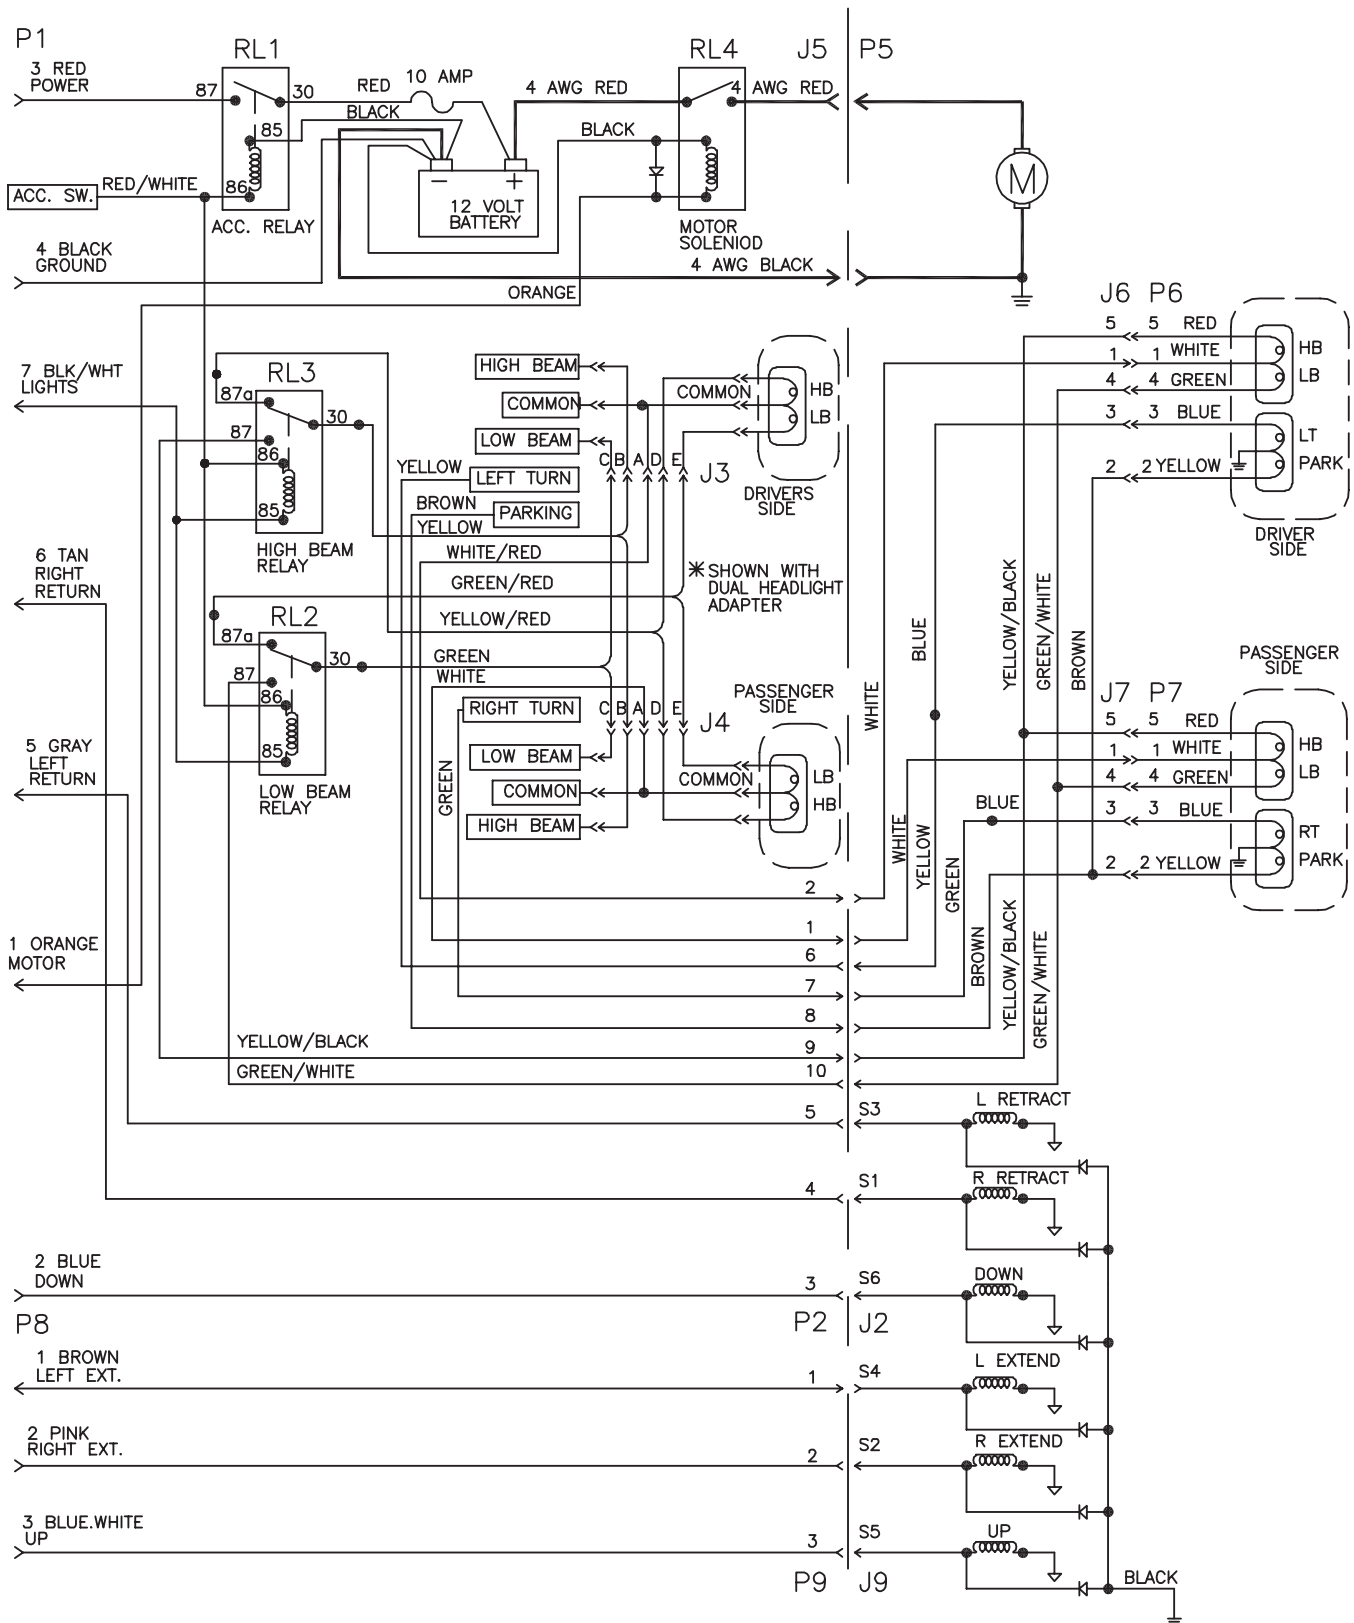 P1
RL1
RL4
J5
P5
3 RED
POWER
87
30
RED
10 AMP
BLACK
4 AWG RED
4 AWG RED
85
BLACK
M
ACC. SW.
RED/WHITE
86
−
+
12 VOLT
BATTERY
ACC. RELAY
MOTOR
SOLENIOD
4 BLACK
GROUND
4 AWG BLACK
ORANGE
J6
P6
5
5
RED
HB
1
1
WHITE
LB
4
4
GREEN
3
3
BLUE
LT
2
2 YELLOW
PARK
DRIVER
SIDE
7 BLK/WHT
LIGHTS
RL3
87a
30
87
86
85
HIGH BEAM
RELAY
HIGH BEAM
COMMON
COMMON
HB
LB
LOW BEAM
C B A D E
J3
YELLOW
LEFT TURN
DRIVERS
SIDE
BROWN
PARKING
YELLOW
WHITE/RED
GREEN/RED
YELLOW/RED
✳ SHOWN WITH
DUAL HEADLIGHT
ADAPTER
6 TAN
RIGHT
RETURN
RL2
87a
30
87
86
85
LOW BEAM
RELAY
GREEN
WHITE
RIGHT TURN
C B A D E
J4
PASSENGER
SIDE
LOW BEAM
COMMON
COMMON
LB
HB
HIGH BEAM
GREEN
WHITE
BLUE
YELLOW/BLACK
GREEN/WHITE
BROWN
PASSENGER
SIDE
J7
P7
5
5
RED
HB
1
1
WHITE
LB
4
4
GREEN
BLUE
3
3
BLUE
RT
2
2 YELLOW
PARK
5 GRAY
LEFT
RETURN
WHITE
YELLOW
GREEN
BROWN
YELLOW/BLACK
GREEN/WHITE
2
1
6
7
8
1 ORANGE
MOTOR
YELLOW/BLACK
9
GREEN/WHITE
10
5
S3
L RETRACT
4
S1
R RETRACT
2 BLUE
DOWN
3
S6
DOWN
P8
P2
J2
1 BROWN
LEFT EXT.
1
S4
L EXTEND
2 PINK
RIGHT EXT.
2
S2
R EXTEND
3 BLUE.WHITE
UP
3
S5
UP
P9
J9
BLACK